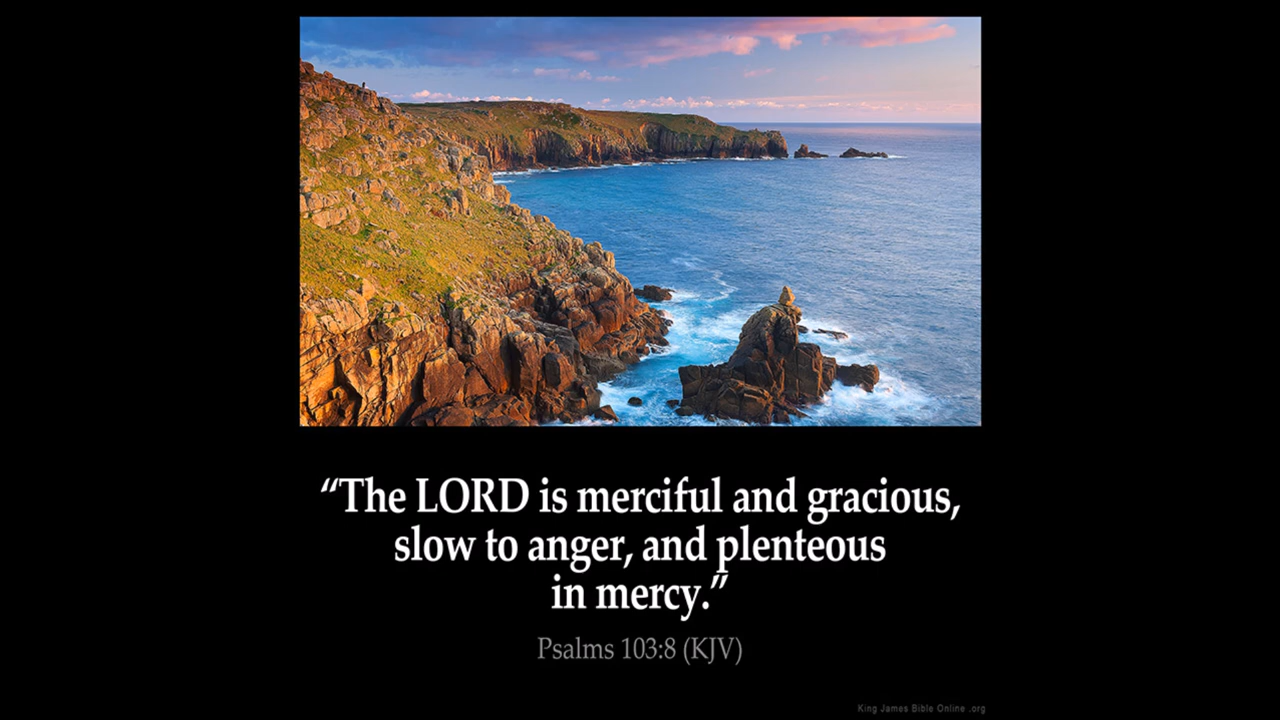 “The LORD is merciful and gracious,
slow to anger, and plenteous
in mercy.”
Psalms 103:8 (KJV)
King James Bible Online .org